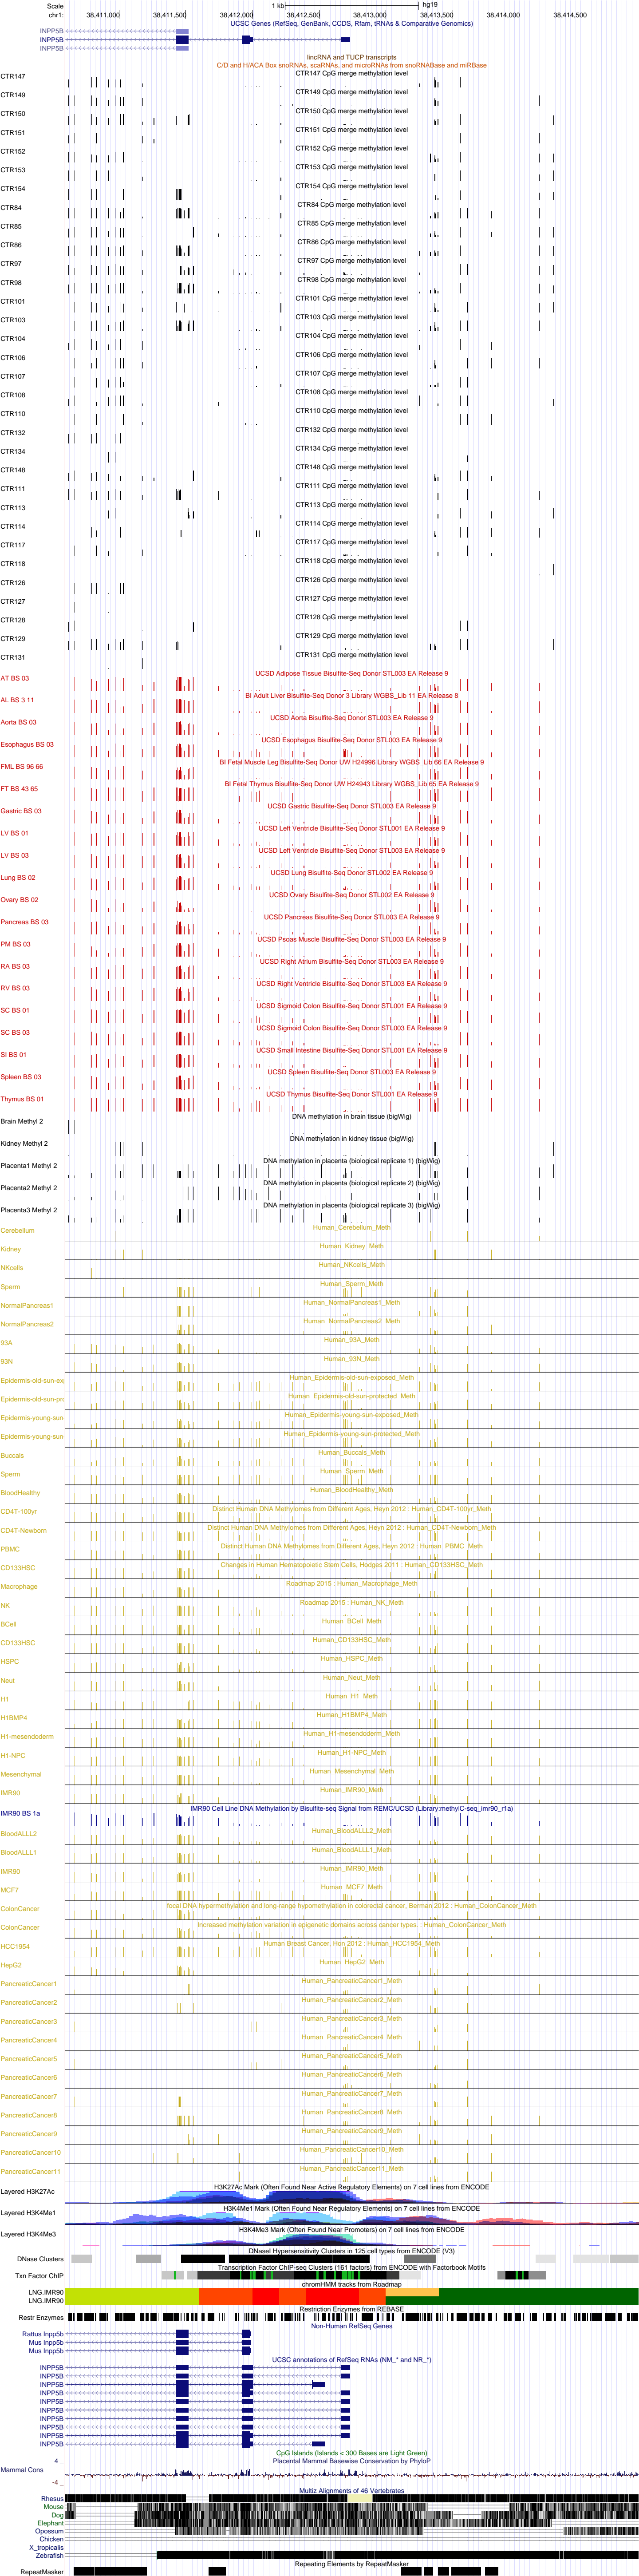 Scale 1 kb hg19
chr1: 38,411,000 38,411,500 38,412,000 38,412,500 38,413,000 38,413,500 38,414,000 38,414,500
UCSC Genes (RefSeq, GenBank, CCDS, Rfam, tRNAs & Comparative Genomics)
INPP5B
INPP5B
INPP5B
lincRNA and TUCP transcripts
C/D and H/ACA Box snoRNAs, scaRNAs, and microRNAs from snoRNABase and miRBase
CTR147 CpG merge methylation level
CTR147
CTR149 CpG merge methylation level
CTR149
CTR150 CpG merge methylation level
CTR150
CTR151 CpG merge methylation level
CTR151
CTR152 CpG merge methylation level
CTR152
CTR153 CpG merge methylation level
CTR153
CTR154 CpG merge methylation level
CTR154
CTR84 CpG merge methylation level
CTR84
CTR85 CpG merge methylation level
CTR85
CTR86 CpG merge methylation level
CTR86
CTR97 CpG merge methylation level
CTR97
CTR98 CpG merge methylation level
CTR98
CTR101 CpG merge methylation level
CTR101
CTR103 CpG merge methylation level
CTR103
CTR104 CpG merge methylation level
CTR104
CTR106 CpG merge methylation level
CTR106
CTR107 CpG merge methylation level
CTR107
CTR108 CpG merge methylation level
CTR108
CTR110 CpG merge methylation level
CTR110
CTR132 CpG merge methylation level
CTR132
CTR134 CpG merge methylation level
CTR134
CTR148 CpG merge methylation level
CTR148
CTR111 CpG merge methylation level
CTR111
CTR113 CpG merge methylation level
CTR113
CTR114 CpG merge methylation level
CTR114
CTR117 CpG merge methylation level
CTR117
CTR118 CpG merge methylation level
CTR118
CTR126 CpG merge methylation level
CTR126
CTR127 CpG merge methylation level
CTR127
CTR128 CpG merge methylation level
CTR128
CTR129 CpG merge methylation level
CTR129
CTR131 CpG merge methylation level
CTR131
UCSD Adipose Tissue Bisulfite-Seq Donor STL003 EA Release 9
AT BS 03
BI Adult Liver Bisulfite-Seq Donor 3 Library WGBS_Lib 11 EA Release 8
AL BS 3 11
UCSD Aorta Bisulfite-Seq Donor STL003 EA Release 9
Aorta BS 03
UCSD Esophagus Bisulfite-Seq Donor STL003 EA Release 9
Esophagus BS 03
BI Fetal Muscle Leg Bisulfite-Seq Donor UW H24996 Library WGBS_Lib 66 EA Release 9
FML BS 96 66
BI Fetal Thymus Bisulfite-Seq Donor UW H24943 Library WGBS_Lib 65 EA Release 9
FT BS 43 65
UCSD Gastric Bisulfite-Seq Donor STL003 EA Release 9
Gastric BS 03
UCSD Left Ventricle Bisulfite-Seq Donor STL001 EA Release 9
LV BS 01
UCSD Left Ventricle Bisulfite-Seq Donor STL003 EA Release 9
LV BS 03
UCSD Lung Bisulfite-Seq Donor STL002 EA Release 9
Lung BS 02
UCSD Ovary Bisulfite-Seq Donor STL002 EA Release 9
Ovary BS 02
UCSD Pancreas Bisulfite-Seq Donor STL003 EA Release 9
Pancreas BS 03
UCSD Psoas Muscle Bisulfite-Seq Donor STL003 EA Release 9
PM BS 03
UCSD Right Atrium Bisulfite-Seq Donor STL003 EA Release 9
RA BS 03
UCSD Right Ventricle Bisulfite-Seq Donor STL003 EA Release 9
RV BS 03
UCSD Sigmoid Colon Bisulfite-Seq Donor STL001 EA Release 9
SC BS 01
UCSD Sigmoid Colon Bisulfite-Seq Donor STL003 EA Release 9
SC BS 03
UCSD Small Intestine Bisulfite-Seq Donor STL001 EA Release 9
SI BS 01
UCSD Spleen Bisulfite-Seq Donor STL003 EA Release 9
Spleen BS 03
UCSD Thymus Bisulfite-Seq Donor STL001 EA Release 9
Thymus BS 01
DNA methylation in brain tissue (bigWig)
Brain Methyl 2
DNA methylation in kidney tissue (bigWig)
Kidney Methyl 2
DNA methylation in placenta (biological replicate 1) (bigWig)
Placenta1 Methyl 2
DNA methylation in placenta (biological replicate 2) (bigWig)
Placenta2 Methyl 2
DNA methylation in placenta (biological replicate 3) (bigWig)
Placenta3 Methyl 2
Human_Cerebellum_Meth
Cerebellum
Human_Kidney_Meth
Kidney
Human_NKcells_Meth
NKcells
Human_Sperm_Meth
Sperm
Human_NormalPancreas1_Meth
NormalPancreas1
Human_NormalPancreas2_Meth
NormalPancreas2
Human_93A_Meth
93A
Human_93N_Meth
93N
Human_Epidermis-old-sun-exposed_Meth
Epidermis-old-sun-ex
Human_Epidermis-old-sun-protected_Meth
Epidermis-old-sun-pr
Human_Epidermis-young-sun-exposed_Meth
Epidermis-young-sun
Human_Epidermis-young-sun-protected_Meth
Epidermis-young-sun
Human_Buccals_Meth
Buccals
Human_Sperm_Meth
Sperm
Human_BloodHealthy_Meth
BloodHealthy
Distinct Human DNA Methylomes from Different Ages, Heyn 2012 : Human_CD4T-100yr_Meth
CD4T-100yr
Distinct Human DNA Methylomes from Different Ages, Heyn 2012 : Human_CD4T-Newborn_Meth
CD4T-Newborn
Distinct Human DNA Methylomes from Different Ages, Heyn 2012 : Human_PBMC_Meth
PBMC
Changes in Human Hematopoietic Stem Cells, Hodges 2011 : Human_CD133HSC_Meth
CD133HSC
Roadmap 2015 : Human_Macrophage_Meth
Macrophage
Roadmap 2015 : Human_NK_Meth
NK
Human_BCell_Meth
BCell
Human_CD133HSC_Meth
CD133HSC
Human_HSPC_Meth
HSPC
Human_Neut_Meth
Neut
Human_H1_Meth
H1
Human_H1BMP4_Meth
H1BMP4
Human_H1-mesendoderm_Meth
H1-mesendoderm
Human_H1-NPC_Meth
H1-NPC
Human_Mesenchymal_Meth
Mesenchymal
Human_IMR90_Meth
IMR90
IMR90 Cell Line DNA Methylation by Bisulfite-seq Signal from REMC/UCSD (Library:methylC-seq_imr90_r1a)
IMR90 BS 1a
Human_BloodALLL2_Meth
BloodALLL2
Human_BloodALLL1_Meth
BloodALLL1
Human_IMR90_Meth
IMR90
Human_MCF7_Meth
MCF7
focal DNA hypermethylation and long-range hypomethylation in colorectal cancer, Berman 2012 : Human_ColonCancer_Meth
ColonCancer
Increased methylation variation in epigenetic domains across cancer types. : Human_ColonCancer_Meth
ColonCancer
Human Breast Cancer, Hon 2012 : Human_HCC1954_Meth
HCC1954
Human_HepG2_Meth
HepG2
Human_PancreaticCancer1_Meth
PancreaticCancer1
Human_PancreaticCancer2_Meth
PancreaticCancer2
Human_PancreaticCancer3_Meth
PancreaticCancer3
Human_PancreaticCancer4_Meth
PancreaticCancer4
Human_PancreaticCancer5_Meth
PancreaticCancer5
Human_PancreaticCancer6_Meth
PancreaticCancer6
Human_PancreaticCancer7_Meth
PancreaticCancer7
Human_PancreaticCancer8_Meth
PancreaticCancer8
Human_PancreaticCancer9_Meth
PancreaticCancer9
Human_PancreaticCancer10_Meth
PancreaticCancer10
Human_PancreaticCancer11_Meth
PancreaticCancer11
H3K27Ac Mark (Often Found Near Active Regulatory Elements) on 7 cell lines from ENCODE
Layered H3K27Ac
H3K4Me1 Mark (Often Found Near Regulatory Elements) on 7 cell lines from ENCODE
Layered H3K4Me1
H3K4Me3 Mark (Often Found Near Promoters) on 7 cell lines from ENCODE
Layered H3K4Me3
DNaseI Hypersensitivity Clusters in 125 cell types from ENCODE (V3)
DNase Clusters
Transcription Factor ChIP-seq Clusters (161 factors) from ENCODE with Factorbook Motifs
Txn Factor ChIP
chromHMM tracks from Roadmap
LNG.IMR90
LNG.IMR90
Restriction Enzymes from REBASE
Restr Enzymes
Non-Human RefSeq Genes
Rattus Inpp5b
Mus Inpp5b
Mus Inpp5b
UCSC annotations of RefSeq RNAs (NM_* and NR_*)
INPP5B
INPP5B
INPP5B
INPP5B
INPP5B
INPP5B
INPP5B
INPP5B
INPP5B
INPP5B
CpG Islands (Islands < 300 Bases are Light Green)
Placental Mammal Basewise Conservation by PhyloP
4 _
Mammal Cons
-4 _
Multiz Alignments of 46 Vertebrates
Rhesus
Mouse
Dog
Elephant
Opossum
Chicken
X_tropicalis
Zebrafish
Repeating Elements by RepeatMasker
RepeatMasker